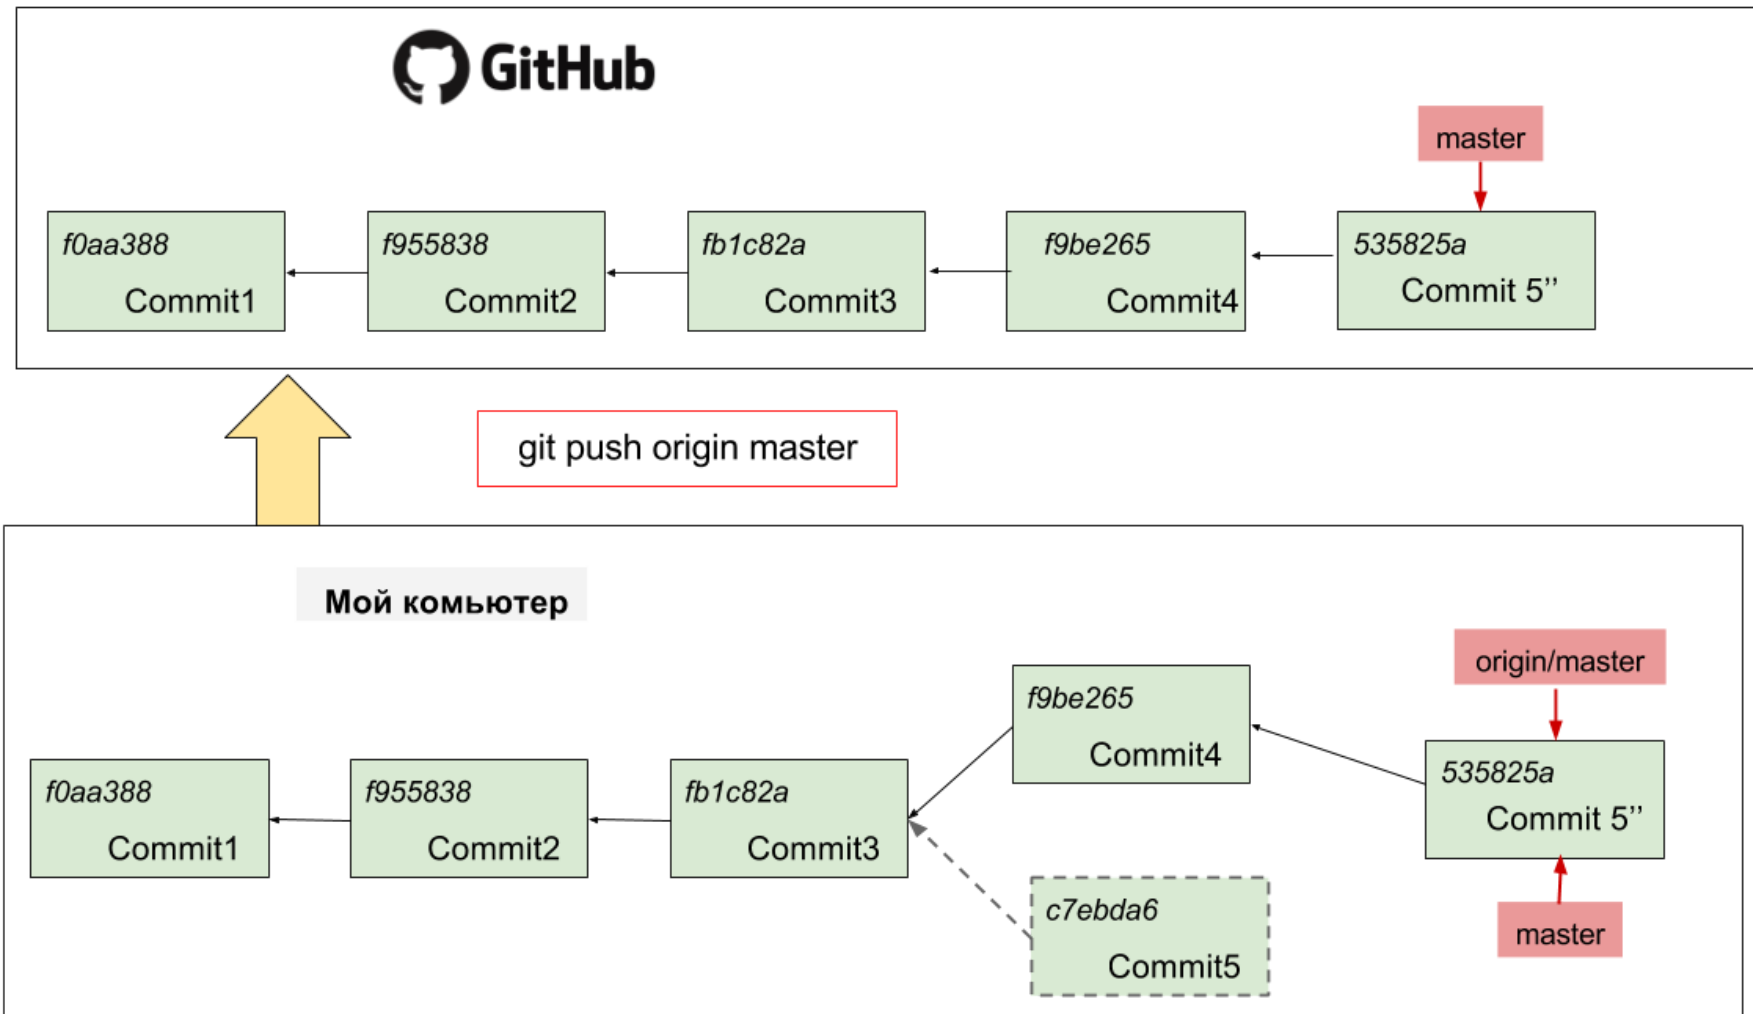 GitHub
master
f0aa388
Commit1
f955838
Commit2
fb1c82a
Commit3
f9be265
Commit4
535825a
Commit 5’’
git push origin master
Мой комьютер
origin/master
f9be265
Commit4
f0aa388
Commit1
f955838
Commit2
fb1c82a
Commit3
535825a
Commit 5’’
c7ebda6
Commit5
master